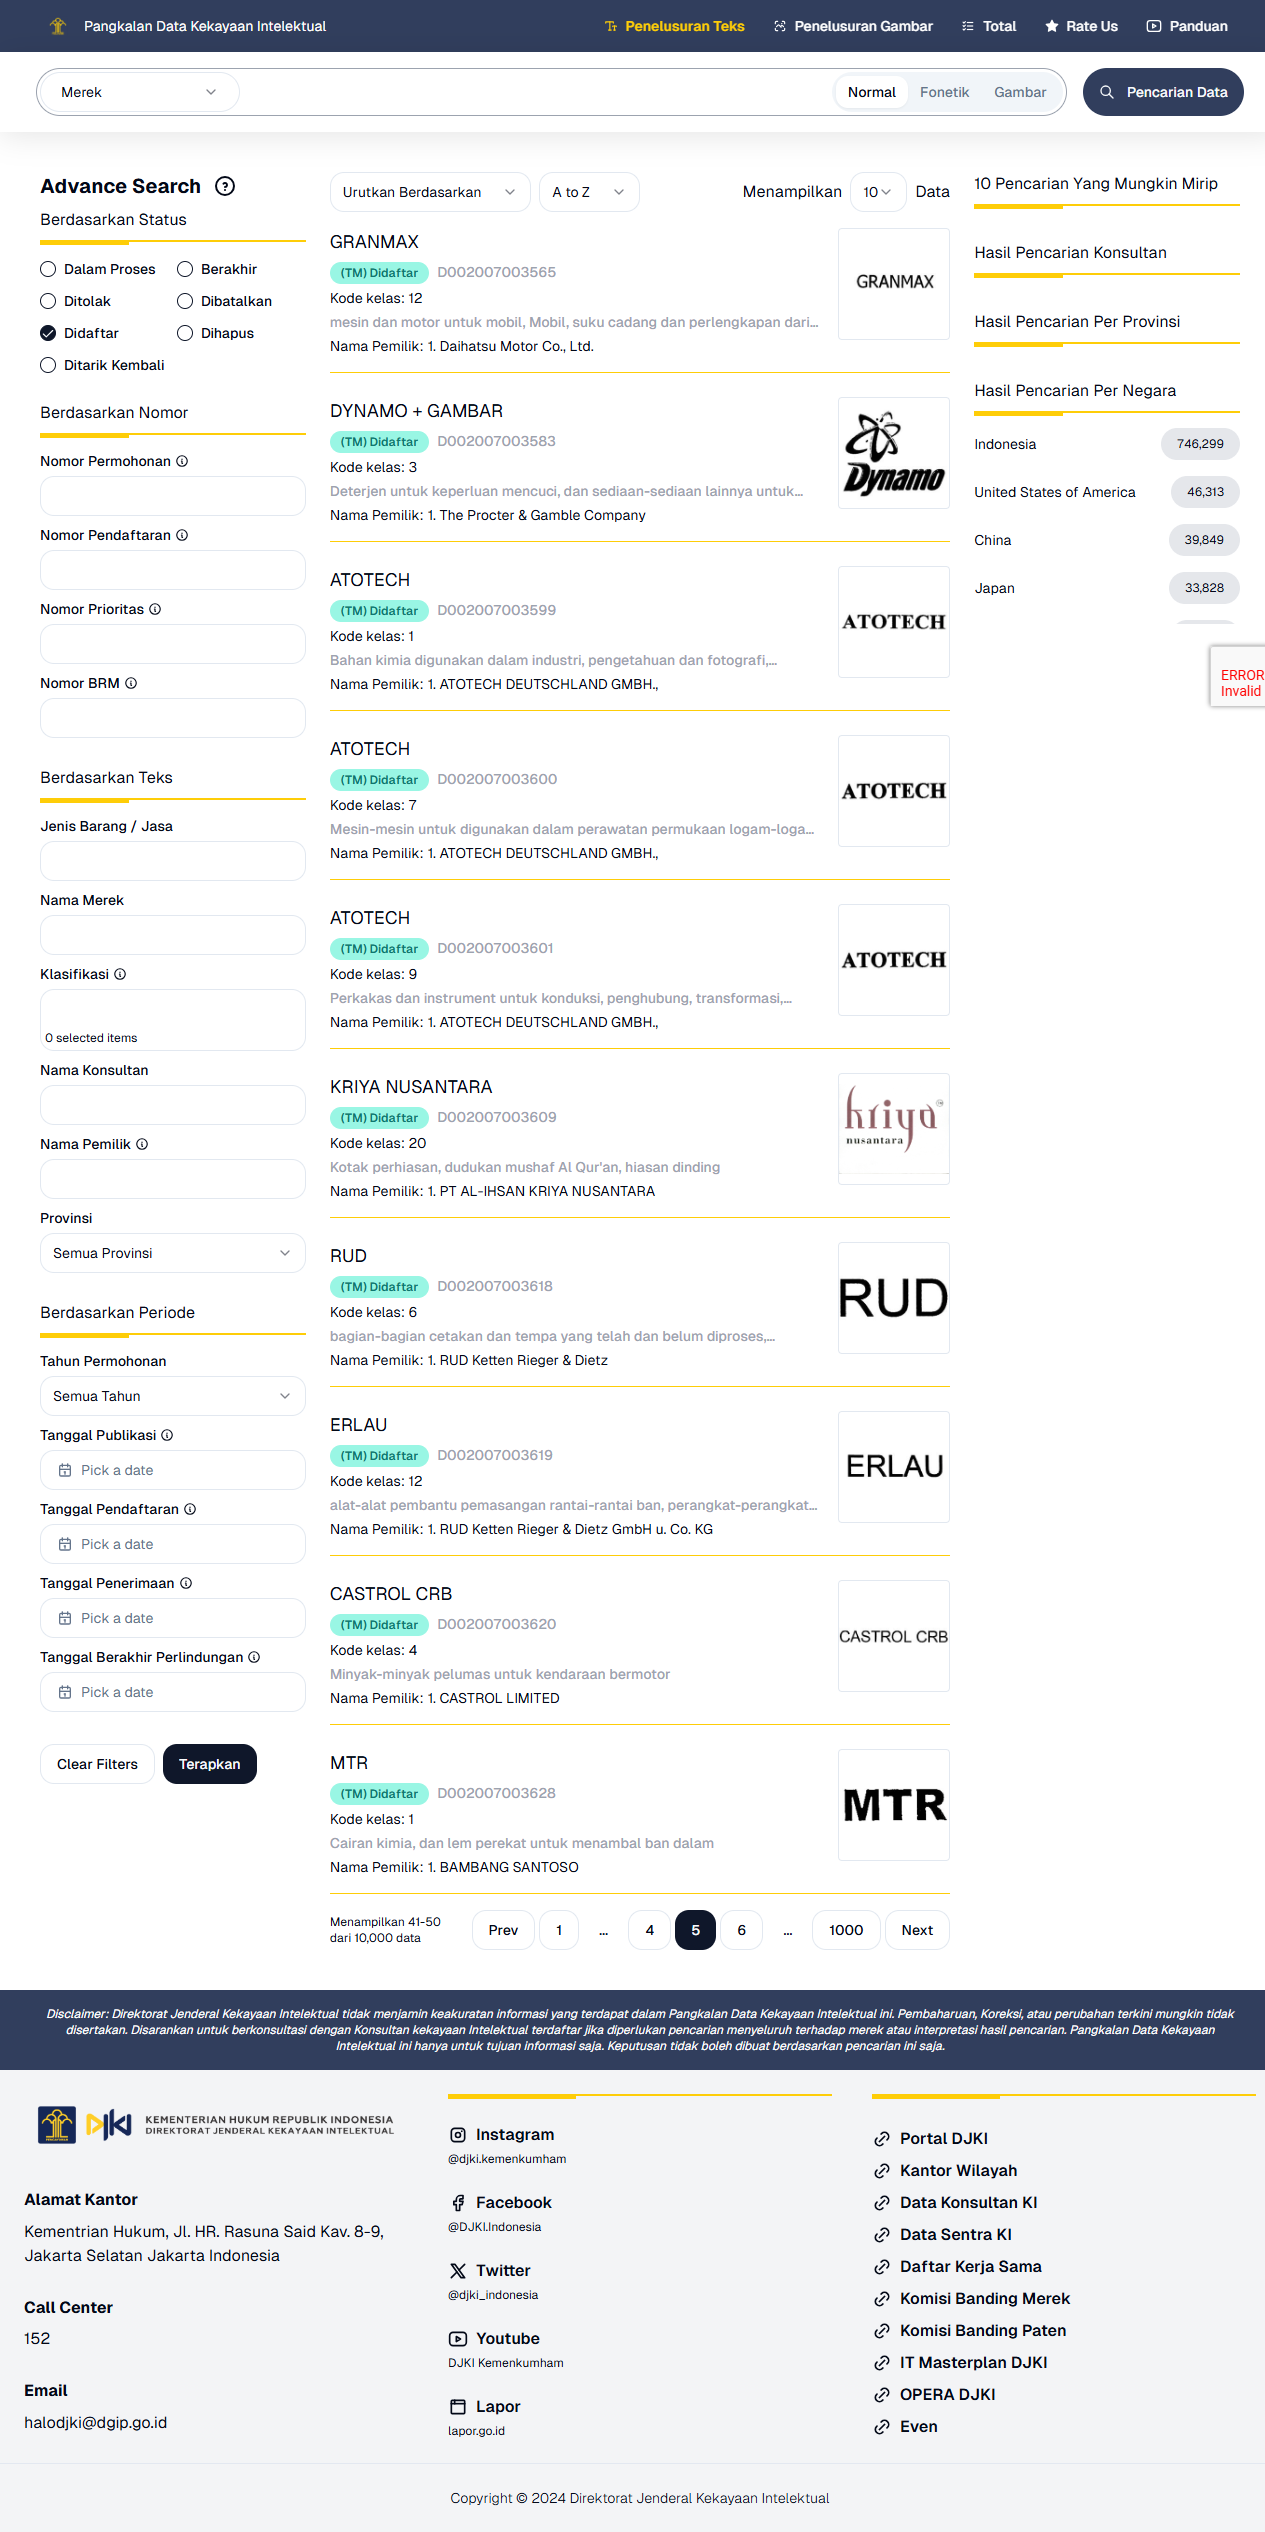 Pangkalan Data Kekayaan Intelektual
Penelusuran Teks
Penelusuran Gambar
Total
Rate Us
Panduan
Merek
Normal
Fonetik
Gambar
Pencarian Data
Advance Search
Berdasarkan Status
Dalam Proses
Berakhir
Ditolak
Dibatalkan
Didaftar
Dihapus
Ditarik Kembali
Berdasarkan Nomor
Nomor Permohonan
Nomor Pendaftaran
Nomor Prioritas
Nomor BRM
Berdasarkan Teks
Jenis Barang / Jasa
Nama Merek
Klasifikasi
0 selected items
Nama Konsultan
Nama Pemilik
Provinsi
Semua Provinsi
Berdasarkan Periode
Tahun Permohonan
Semua Tahun
Tanggal Publikasi
Pick a date
Tanggal Pendaftaran
Pick a date
Tanggal Penerimaan
Pick a date
Tanggal Berakhir Perlindungan
Pick a date
Clear Filters
Terapkan
Urutkan Berdasarkan
A to Z
Menampilkan 10 Data
GRANMAX
(TM) Didaftar D002007003565
Kode kelas: 12
mesin dan motor untuk mobil, Mobil, suku cadang dan perlengkapan dari...
Nama Pemilik: 1. Daihatsu Motor Co., Ltd.
GRANMAX
DYNAMO + GAMBAR
(TM) Didaftar D002007003583
Kode kelas: 3
Deterjen untuk keperluan mencuci, dan sediaan-sediaan lainnya untuk...
Nama Pemilik: 1. The Procter & Gamble Company
Dynamo
ATOTECH
(TM) Didaftar D002007003599
Kode kelas: 1
Bahan kimia digunakan dalam industri, pengetahuan dan fotografi,...
Nama Pemilik: 1. ATOTECH DEUTSCHLAND GMBH.,
ATOTECH
ATOTECH
(TM) Didaftar D002007003600
Kode kelas: 7
Mesin-mesin untuk digunakan dalam perawatan permukaan logam-loga...
Nama Pemilik: 1. ATOTECH DEUTSCHLAND GMBH.,
ATOTECH
ATOTECH
(TM) Didaftar D002007003601
Kode kelas: 9
Perkakas dan instrument untuk konduksi, penghubung, transformasi,...
Nama Pemilik: 1. ATOTECH DEUTSCHLAND GMBH.,
ATOTECH
KRIYA NUSANTARA
(TM) Didaftar D002007003609
Kode kelas: 20
Kotak perhiasan, dudukan mushaf Al Qur'an, hiasan dinding
Nama Pemilik: 1. PT AL-IHSAN KRIYA NUSANTARA
kriya
nusantara
RUD
(TM) Didaftar D002007003618
Kode kelas: 6
bagian-bagian cetakan dan tempa yang telah dan belum diproses,...
Nama Pemilik: 1. RUD Ketten Rieger & Dietz
RUD
ERLAU
(TM) Didaftar D002007003619
Kode kelas: 12
alat-alat pembantu pemasangan rantai-rantai ban, perangkat-perangkat...
Nama Pemilik: 1. RUD Ketten Rieger & Dietz GmbH u. Co. KG
ERLAU
CASTROL CRB
(TM) Didaftar D002007003620
Kode kelas: 4
Minyak-minyak pelumas untuk kendaraan bermotor
Nama Pemilik: 1. CASTROL LIMITED
CASTROL CRB
MTR
(TM) Didaftar D002007003628
Kode kelas: 1
Cairan kimia, dan lem perekat untuk menambal ban dalam
Nama Pemilik: 1. BAMBANG SANTOSO
MTR
Menampilkan 41-50
dari 10,000 data
Prev 1 ... 4 5 6 ... 1000 Next
10 Pencarian Yang Mungkin Mirip
Hasil Pencarian Konsultan
Hasil Pencarian Per Provinsi
Hasil Pencarian Per Negara
Indonesia 746,299
United States of America 46,313
China 39,849
Japan 33,828
ERROR
Invalid
Disclaimer: Direktorat Jenderal Kekayaan Intelektual tidak menjamin keakuratan informasi yang terdapat dalam Pangkalan Data Kekayaan Intelektual ini. Pembaharuan, Koreksi, atau perubahan terkini mungkin tidak
disertakan. Disarankan untuk berkonsultasi dengan Konsultan kekayaan Intelektual terdaftar jika diperlukan pencarian menyeluruh terhadap merek atau interpretasi hasil pencarian. Pangkalan Data Kekayaan
Intelektual ini hanya untuk tujuan informasi saja. Keputusan tidak boleh dibuat berdasarkan pencarian ini saja.
DJKI
KEMENTERIAN HUKUM REPUBLIK INDONESIA
DIREKTORAT JENDERAL KEKAYAAN INTELEKTUAL
Alamat Kantor
Kementrian Hukum, Jl. HR. Rasuna Said Kav. 8-9,
Jakarta Selatan Jakarta Indonesia
Call Center
152
Email
halodjki@dgip.go.id
Instagram
@djki.kemenkumham
Facebook
@DJKI.Indonesia
Twitter
@djki_indonesia
Youtube
DJKI Kemenkumham
Lapor
lapor.go.id
Portal DJKI
Kantor Wilayah
Data Konsultan KI
Data Sentra KI
Daftar Kerja Sama
Komisi Banding Merek
Komisi Banding Paten
IT Masterplan DJKI
OPERA DJKI
Even
Copyright © 2024 Direktorat Jenderal Kekayaan Intelektual